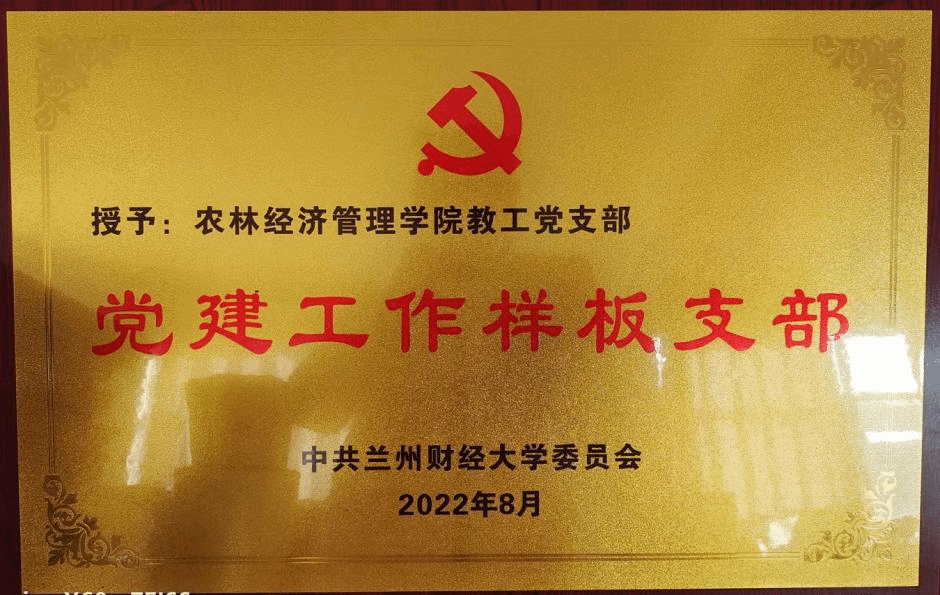 授予：农林经济管理学院教工党支部
党建工作样板支部
中共兰州财经大学委员会
2022年8月